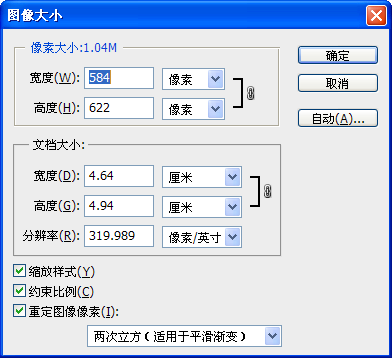 图像大小
像素大小:1.04M
宽度(W): 584 像素
高度(H): 622 像素
确定
取消
自动(A)...
文档大小:
宽度(D): 4.64 厘米
高度(G): 4.94 厘米
分辨率(R): 319.989 像素/英寸
缩放样式(Y)
约束比例(C)
重定图像像素(I):
两次立方（适用于平滑渐变）